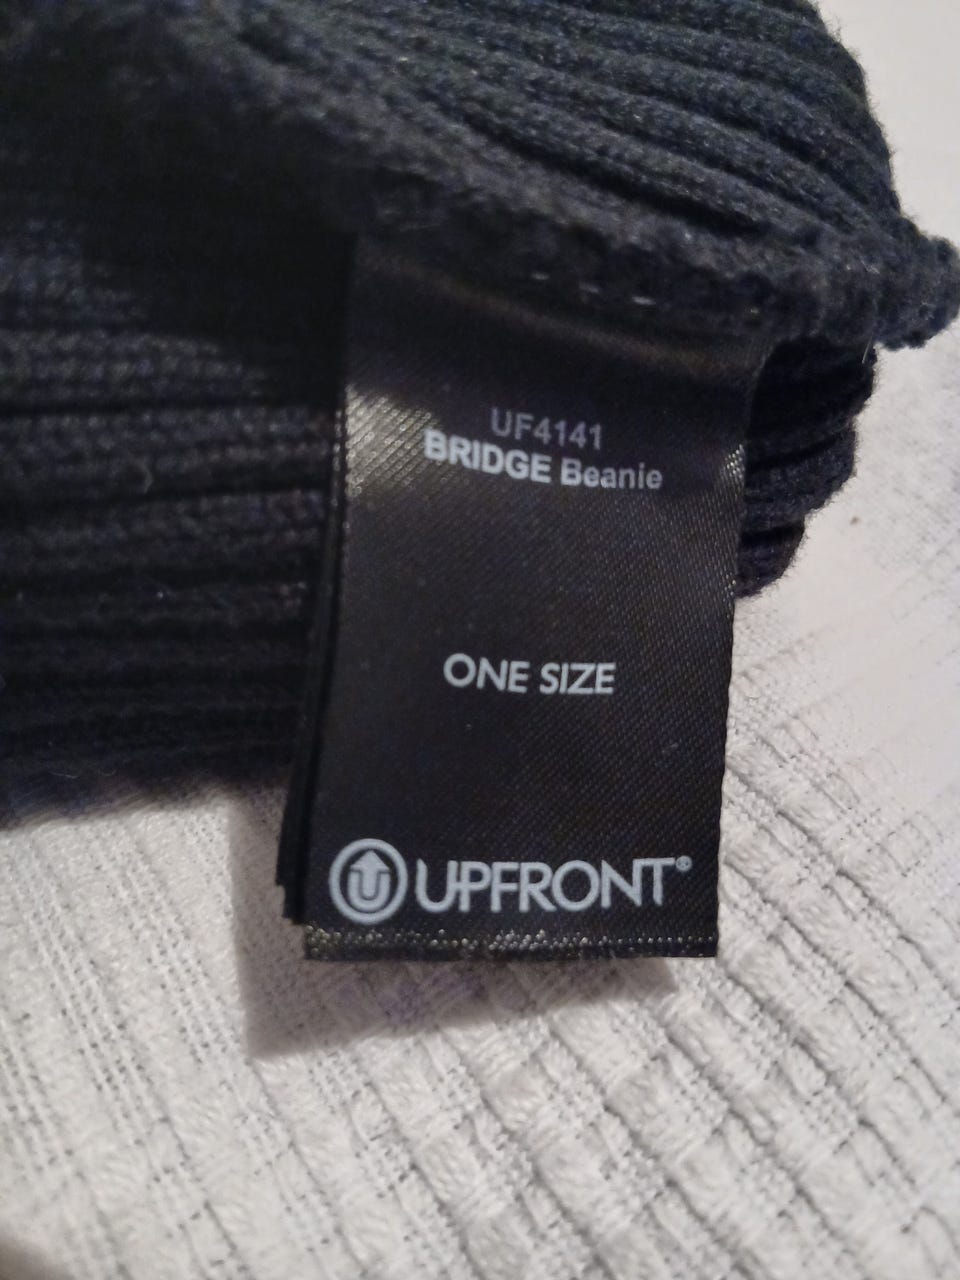 UF4141
BRIDGE Beanie
ONE SIZE
UPFRONT®